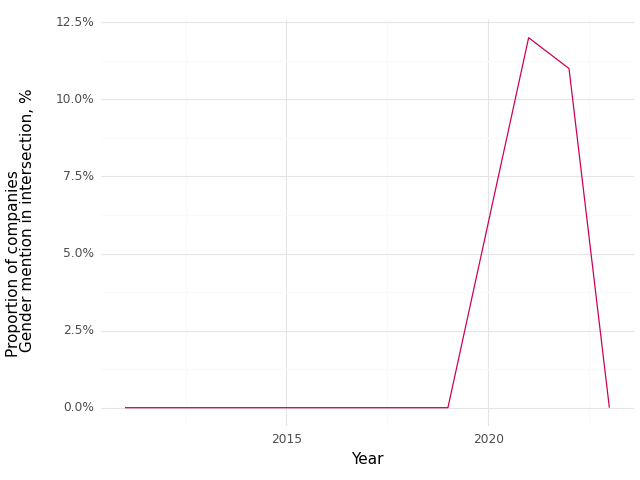 12.5%
10.0%
7.5%
5.0%
2.5%
0.0%
Proportion of companies
Gender mention in intersection, %
2015
2020
Year